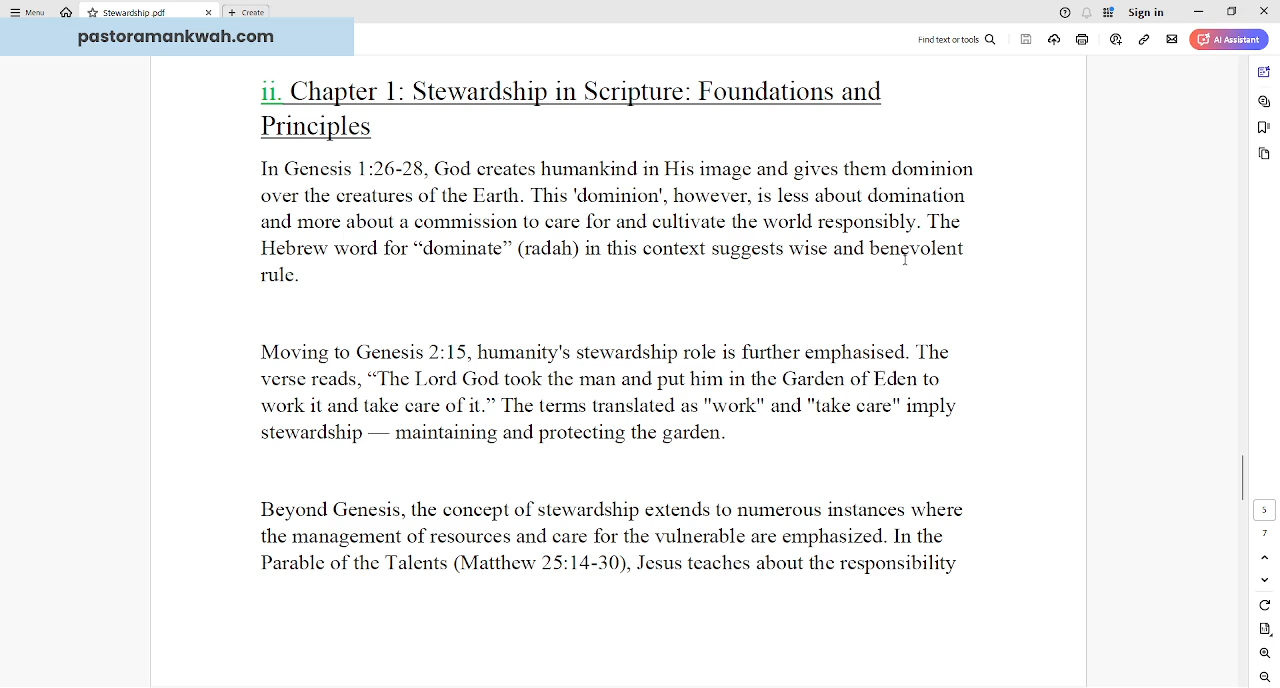 Menu
Stewardship.pdf
Create
Sign in
pastoramankwah.com
Find text or tools
AI Assistant
ii. Chapter 1: Stewardship in Scripture: Foundations and
Principles
In Genesis 1:26-28, God creates humankind in His image and gives them dominion
over the creatures of the Earth. This 'dominion', however, is less about domination
and more about a commission to care for and cultivate the world responsibly. The
Hebrew word for “dominate” (radah) in this context suggests wise and benevolent
rule.
Moving to Genesis 2:15, humanity's stewardship role is further emphasised. The
verse reads, “The Lord God took the man and put him in the Garden of Eden to
work it and take care of it.” The terms translated as "work" and "take care" imply
stewardship — maintaining and protecting the garden.
Beyond Genesis, the concept of stewardship extends to numerous instances where
the management of resources and care for the vulnerable are emphasized. In the
Parable of the Talents (Matthew 25:14-30), Jesus teaches about the responsibility
5
7